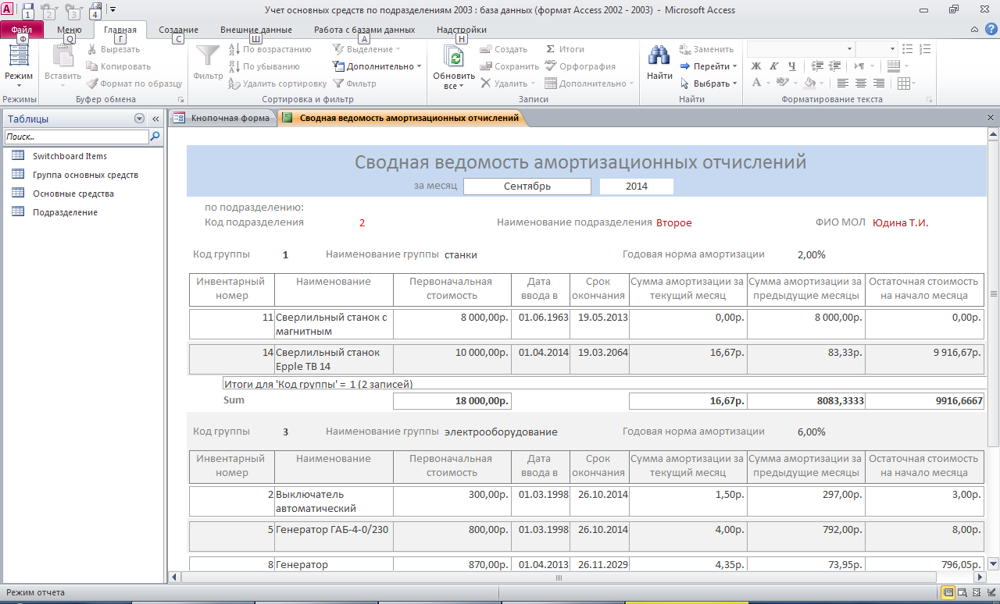 Учет основных средств по подразделениям 2003 : база данных (формат Access 2002 - 2003) - Microsoft Access
1 2 3 4
Файл Меню Главная Создание Внешние данные Работа с базами данных Надстройки
Ф Q Г С Ш А Н
Режим
Режимы
Вставить
Вырезать
Копировать
Формат по образцу
Буфер обмена
Фильтр
По возрастанию
По убыванию
Удалить сортировку
Выделение
Дополнительно
Фильтр
Сортировка и фильтр
Обновить
все
Создать
Сохранить
Удалить
Итоги
Орфография
Дополнительно
Записи
Найти
Заменить
Перейти
Выбрать
Найти
Ж К Ч
Форматирование текста
Таблицы
Поиск...
Switchboard Items
Группа основных средств
Основные средства
Подразделение
Кнопочная форма Сводная ведомость амортизационных отчислений
Сводная ведомость амортизационных отчислений
за месяц Сентябрь 2014
по подразделению:
Код подразделения 2 Наименование подразделения Второе ФИО МОЛ Юдина Т.И.
Код группы 1 Наименование группы станки Годовая норма амортизации 2,00%
Инвентарный Наименование Первоначальная Дата Срок Сумма амортизации за Сумма амортизации за Остаточная стоимость
номер стоимость ввода в окончания текущий месяц предыдущие месяцы на начало месяца
11 Сверлильный станок с 8 000,00р. 01.06.1963 19.05.2013 0,00р. 8 000,00р. 0,00р.
магнитным
14 Сверлильный станок 10 000,00р. 01.04.2014 19.03.2064 16,67р. 83,33р. 9 916,67р.
Epple TB 14
Итоги для 'Код группы' = 1 (2 записей)
Sum 18 000,00р. 16,67р. 8083,3333 9916,6667
Код группы 3 Наименование группы электрооборудование Годовая норма амортизации 6,00%
Инвентарный Наименование Первоначальная Дата Срок Сумма амортизации за Сумма амортизации за Остаточная стоимость
номер стоимость ввода в окончания текущий месяц предыдущие месяцы на начало месяца
2 Выключатель 300,00р. 01.03.1998 26.10.2014 1,50р. 297,00р. 3,00р.
автоматический
5 Генератор ГАБ-4-0/230 800,00р. 01.03.1998 26.10.2014 4,00р. 792,00р. 8,00р.
8 Генератор 870,00р. 01.04.2013 26.11.2029 4,35р. 73,95р. 796,05р.
Режим отчета